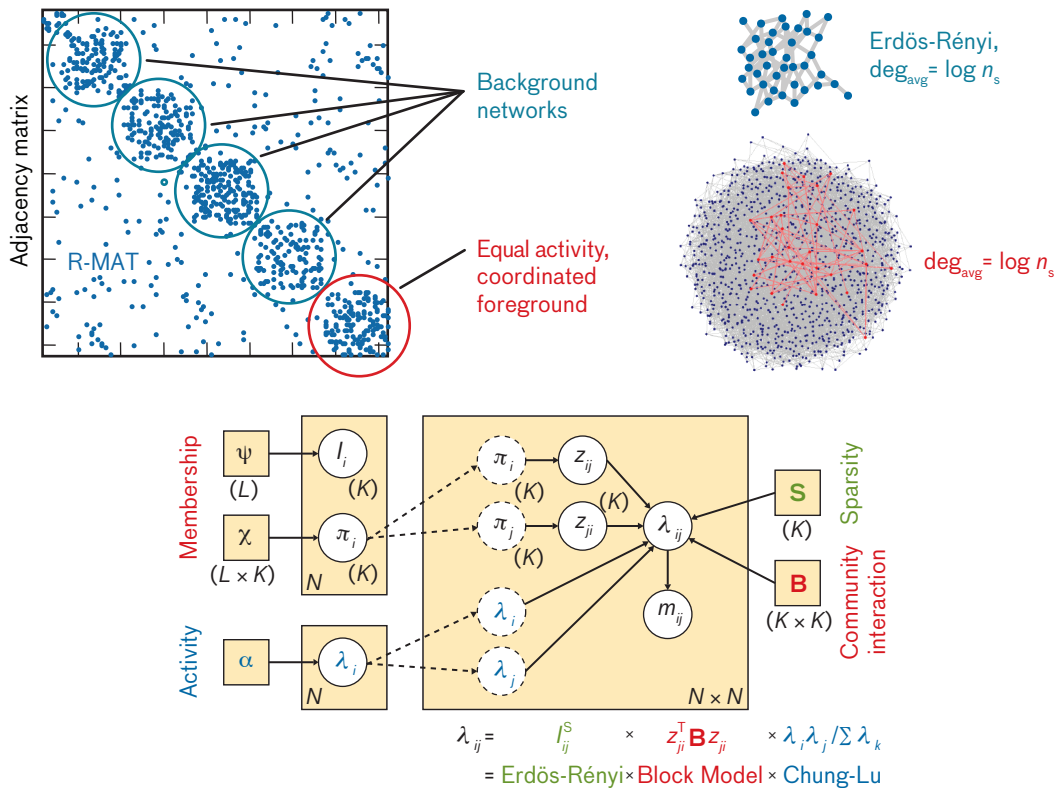 Adjacency matrix
R-MAT
Background
networks
Equal activity,
coordinated
foreground
Erdös-Rényi,
deg_avg = log n_s
deg_avg = log n_s
Membership
ψ
(L)
χ
(L × K)
l_i
(K)
π_i
(K)
N
Activity
α
λ_i
N
π_i
(K)
z_ij
(K)
π_j
(K)
z_ji
λ_ij
λ_i
λ_j
m_ij
N × N
S
(K)
Sparsity
B
(K × K)
Community
interaction
λ_ij = I_ij^S × z_ji^T B z_ji × λ_i λ_j / Σ λ_k
= Erdös-Rényi × Block Model × Chung-Lu